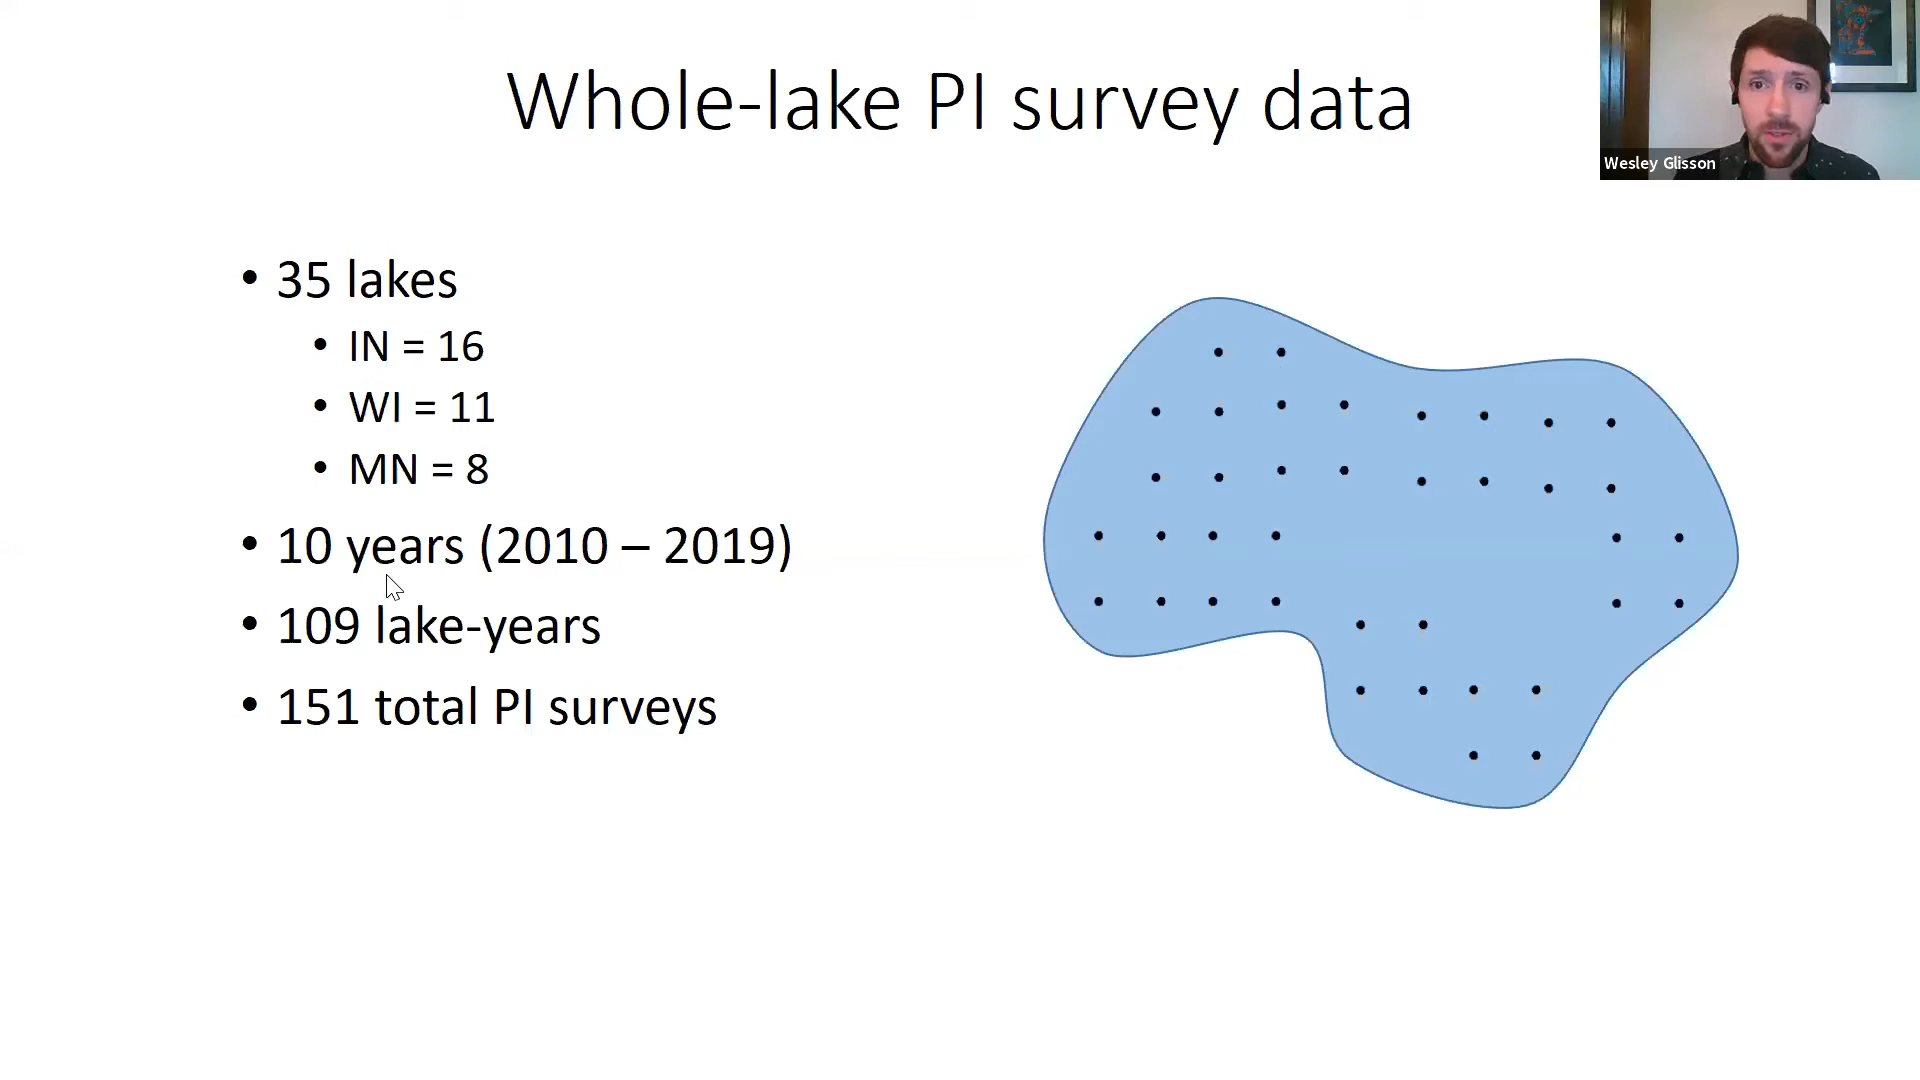 Whole-lake PI survey data
Wesley Glisson
• 35 lakes
• IN = 16
• WI = 11
• MN = 8
• 10 years (2010 – 2019)
• 109 lake-years
• 151 total PI surveys